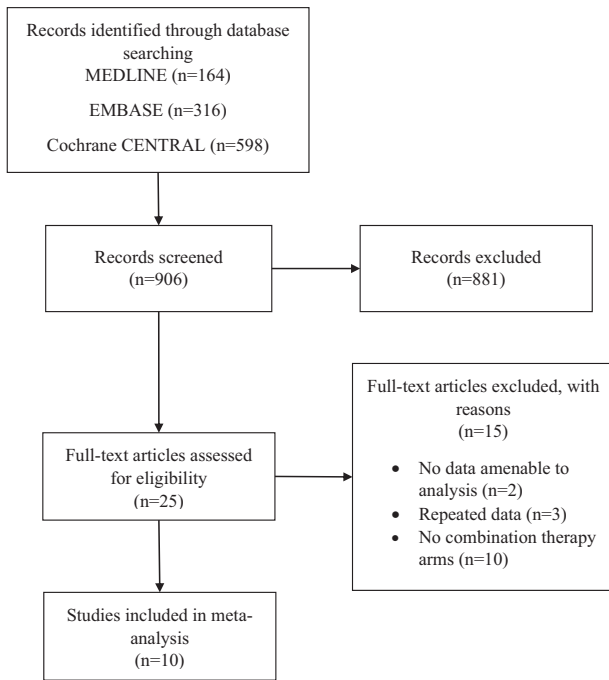 Records identified through database
searching
MEDLINE (n=164)
EMBASE (n=316)
Cochrane CENTRAL (n=598)
Records screened
(n=906)
Records excluded
(n=881)
Full-text articles assessed
for eligibility
(n=25)
Full-text articles excluded, with
reasons
(n=15)
• No data amenable to
analysis (n=2)
• Repeated data (n=3)
• No combination therapy
arms (n=10)
Studies included in meta-
analysis
(n=10)